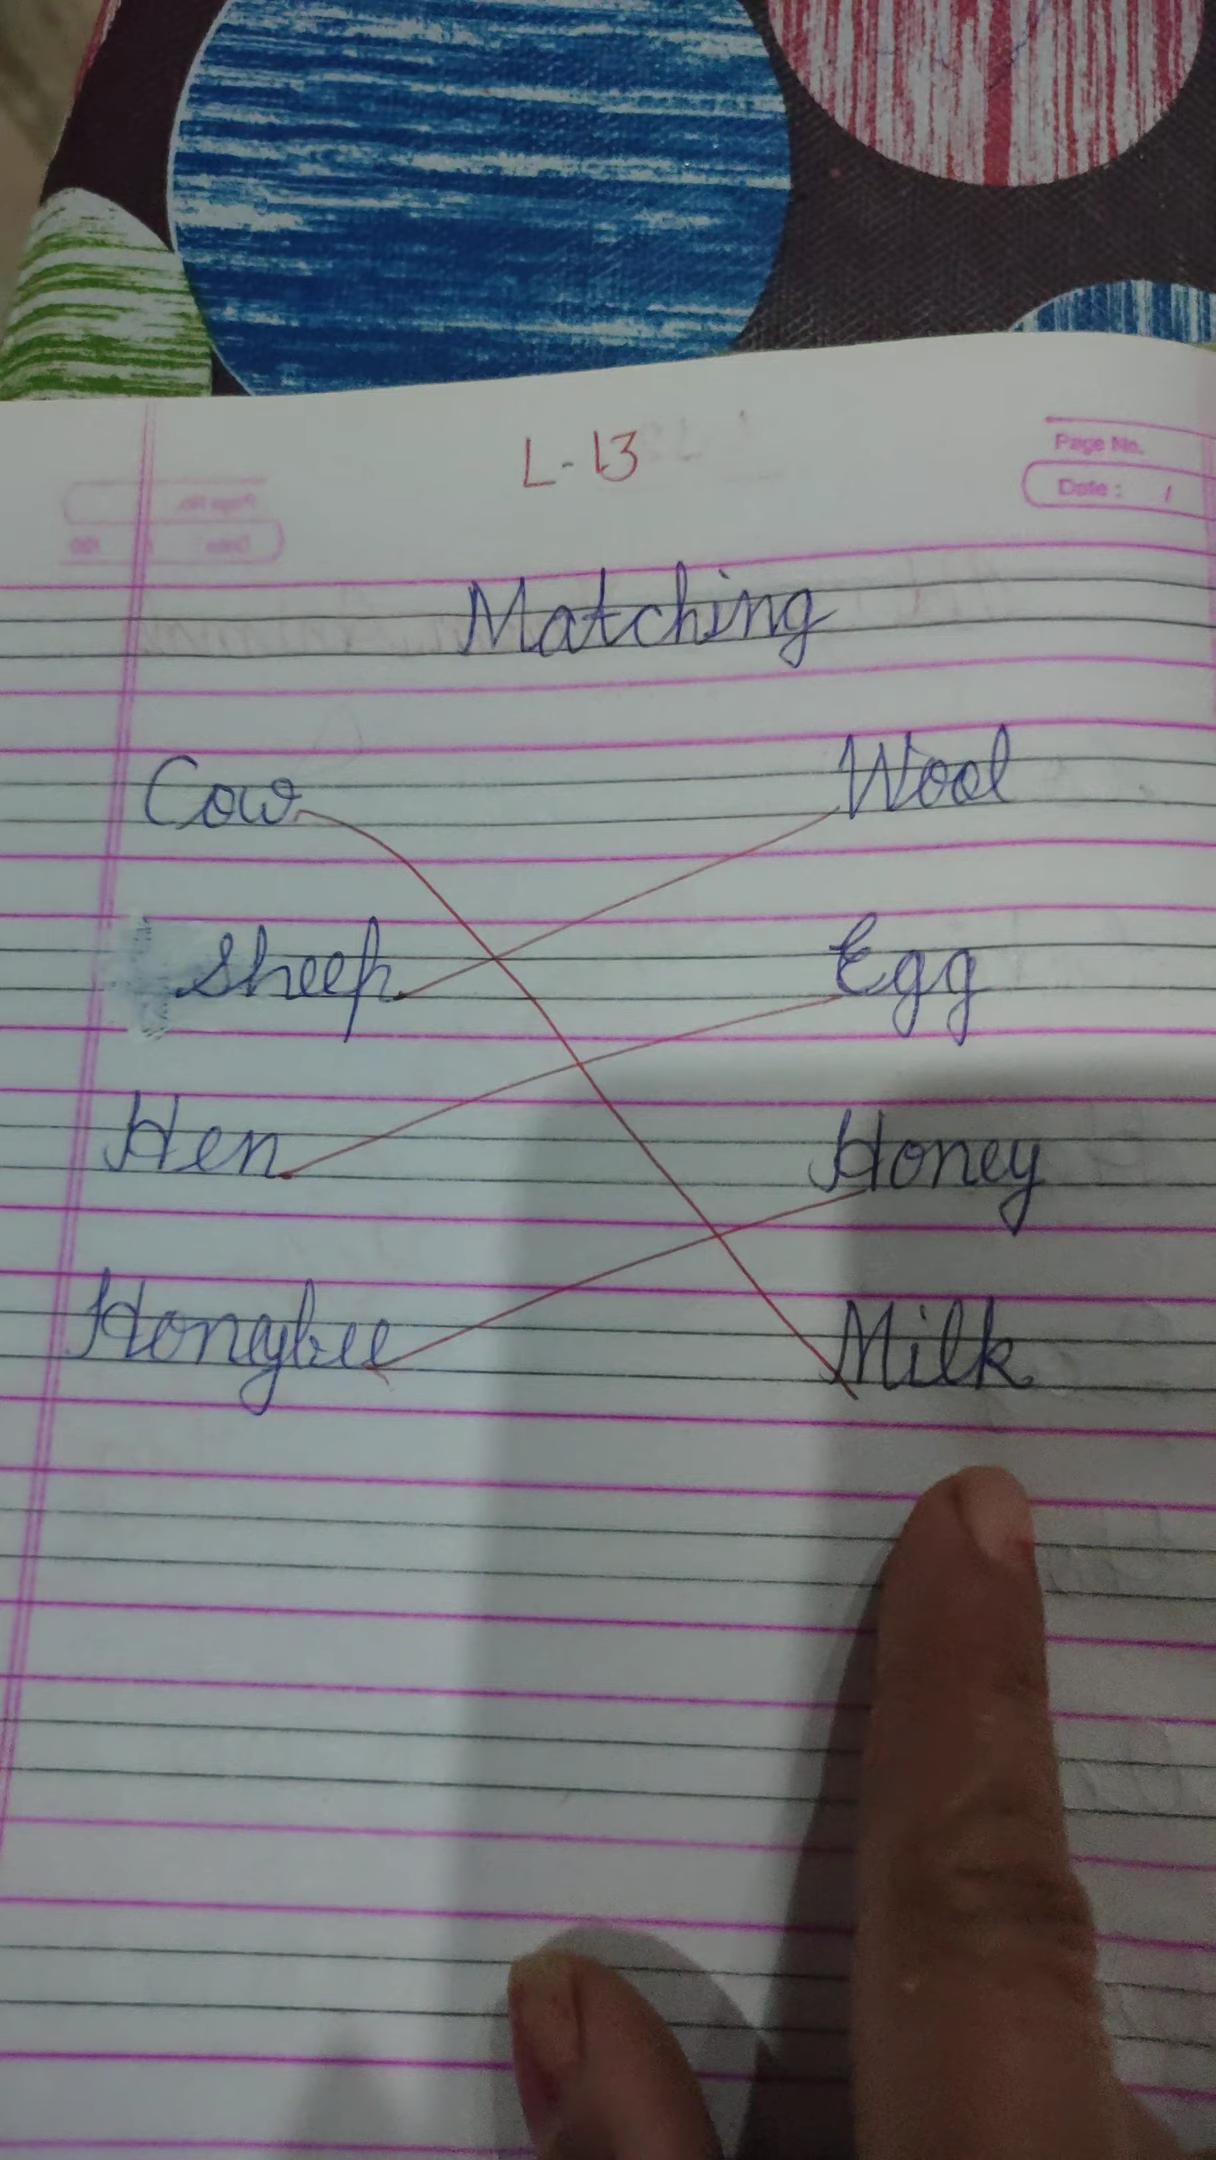 L-13
Page No.
Date : /
Matching
Cow Wool
Sheep Egg
Hen Honey
Honeybee Milk